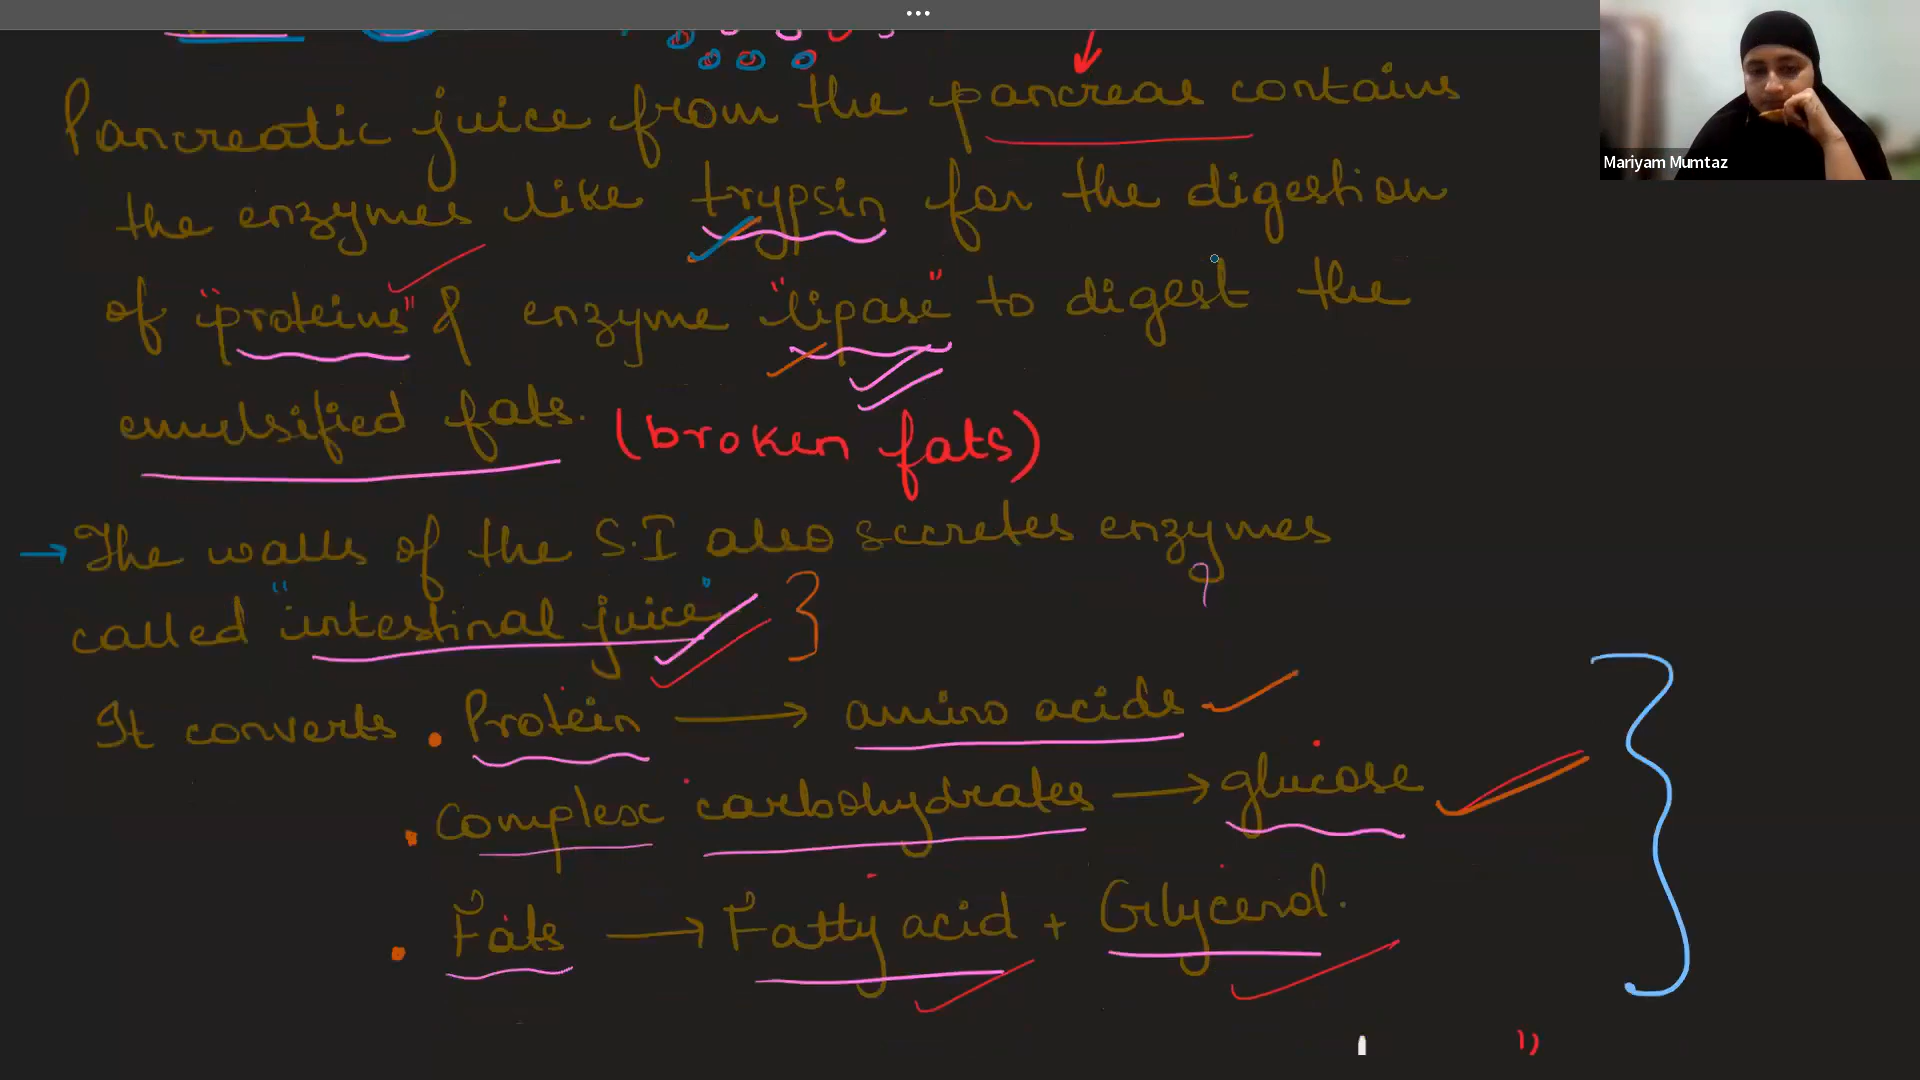 Mariyam Mumtaz
Pancreatic juice from the pancreas contains
the enzymes like trypsin for the digestion
of "proteins" & enzyme "lipase" to digest the
emulsified fats. (broken fats)
→ The walls of the S.I also secretes enzymes
called "intestinal juice"
It converts • Protein → amino acids
• Complex carbohydrates → glucose
• Fats → Fatty acid + Glycerol.